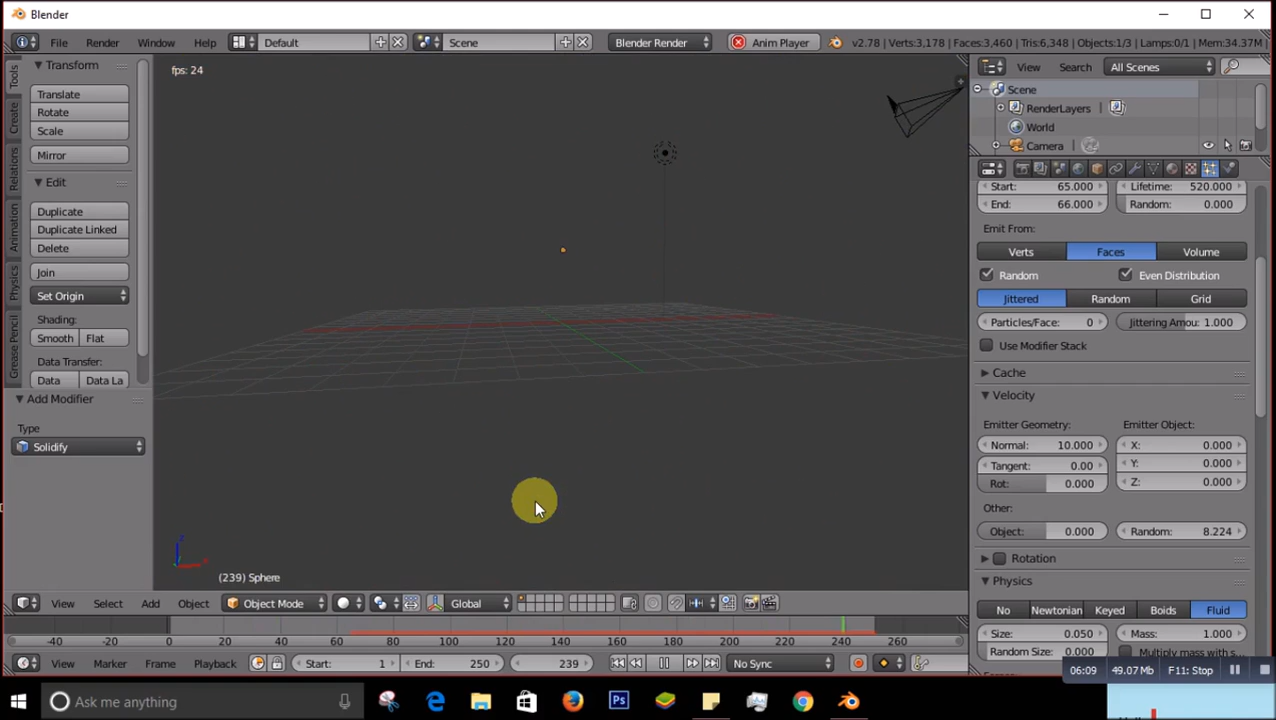 Blender
File Render Window Help Default Scene Blender Render Anim Player v2.78 | Verts:3,178 | Faces:3,460 | Tris:6,348 | Objects:1/3 | Lamps:0/1 | Mem:34.37M
fps: 24
View Search All Scenes
Scene
RenderLayers
World
Camera
Tools
Create
Relations
Animation
Physics
Grease Pencil
Transform
Translate
Rotate
Scale
Mirror
Edit
Duplicate
Duplicate Linked
Delete
Join
Set Origin
Shading:
Smooth Flat
Data Transfer:
Data Data La
Add Modifier
Type
Solidify
(239) Sphere
Start: 65.000 Lifetime: 520.000
End: 66.000 Random: 0.000
Emit From:
Verts Faces Volume
Random Even Distribution
Jittered Random Grid
Particles/Face: 0 Jittering Amou: 1.000
Use Modifier Stack
Cache
Velocity
Emitter Geometry: Emitter Object:
Normal: 10.000 X: 0.000
Tangent: 0.00 Y: 0.000
Rot: 0.000 Z: 0.000
Other:
Object: 0.000 Random: 8.224
Rotation
Physics
No Newtonian Keyed Boids Fluid
Size: 0.050 Mass: 1.000
Random Size: 0.000 Multiply mass with s
View Select Add Object Object Mode Global
-40 -20 0 20 40 60 80 100 120 140 160 180 200 220 240 260
View Marker Frame Playback Start: 1 End: 250 239 No Sync
06:09 49.07 Mb F11: Stop
Ask me anything